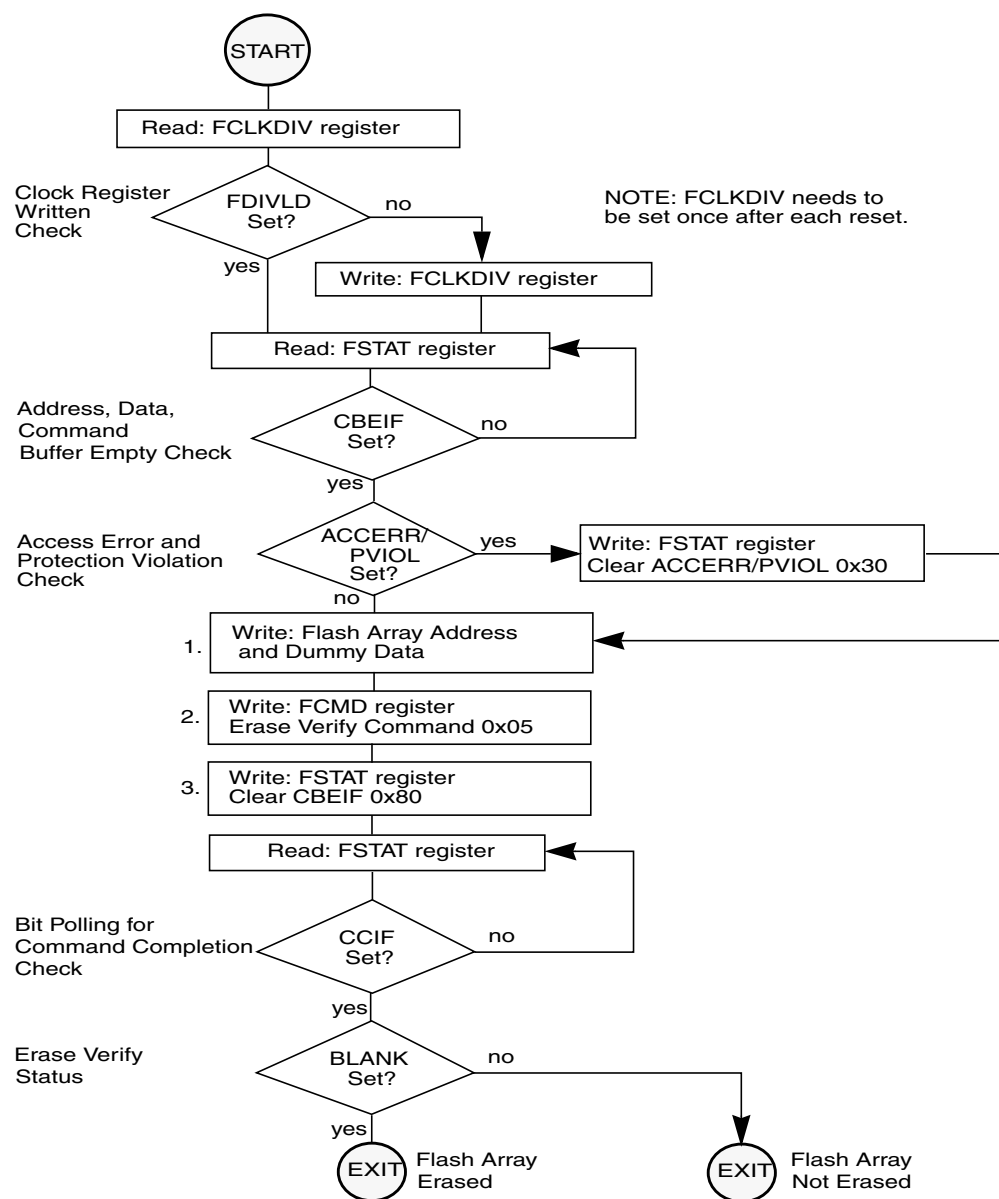 START
Read: FCLKDIV register
Clock Register
Written
Check
FDIVLD
Set?
no
yes
NOTE: FCLKDIV needs to
be set once after each reset.
Write: FCLKDIV register
Read: FSTAT register
Address, Data,
Command
Buffer Empty Check
CBEIF
Set?
no
yes
Access Error and
Protection Violation
Check
ACCERR/
PVIOL
Set?
yes
no
Write: FSTAT register
Clear ACCERR/PVIOL 0x30
1.
Write: Flash Array Address
and Dummy Data
2.
Write: FCMD register
Erase Verify Command 0x05
3.
Write: FSTAT register
Clear CBEIF 0x80
Read: FSTAT register
Bit Polling for
Command Completion
Check
CCIF
Set?
no
yes
Erase Verify
Status
BLANK
Set?
no
yes
EXIT
Flash Array
Erased
EXIT
Flash Array
Not Erased